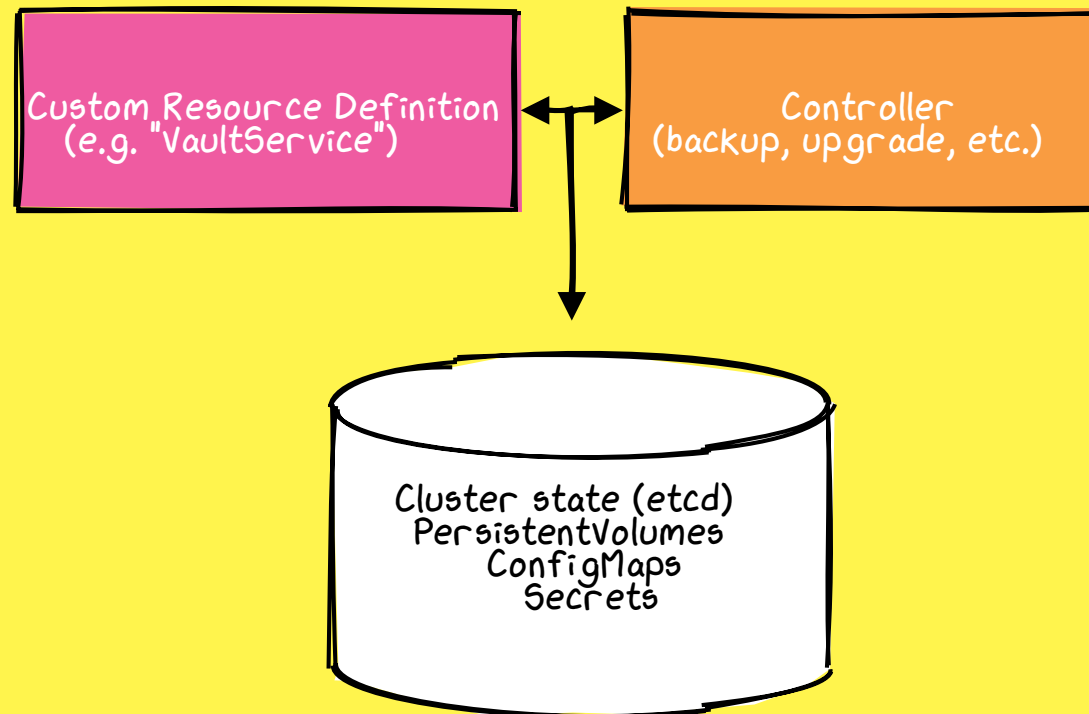 Custom Resource Definition
(e.g. "VaultService")
Controller
(backup, upgrade, etc.)
Cluster state (etcd)
PersistentVolumes
ConfigMaps
Secrets